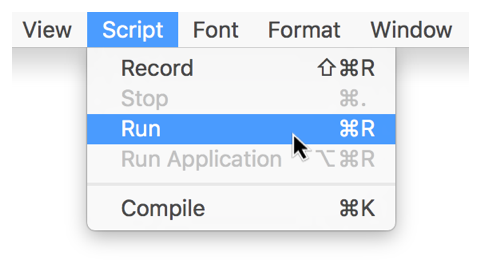 View Script Font Format Window
Record ⇧⌘R
Stop ⌘.
Run ⌘R
Run Application ⌥⌘R
Compile ⌘K